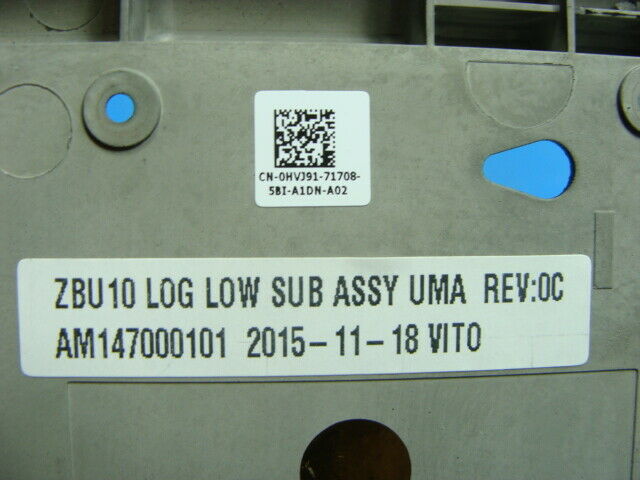 CN-0HVJ91-71708-
5BI-A1DN-A02
ZBU10 LOG LOW SUB ASSY UMA REV:0C
AM147000101 2015-11-18 VITO